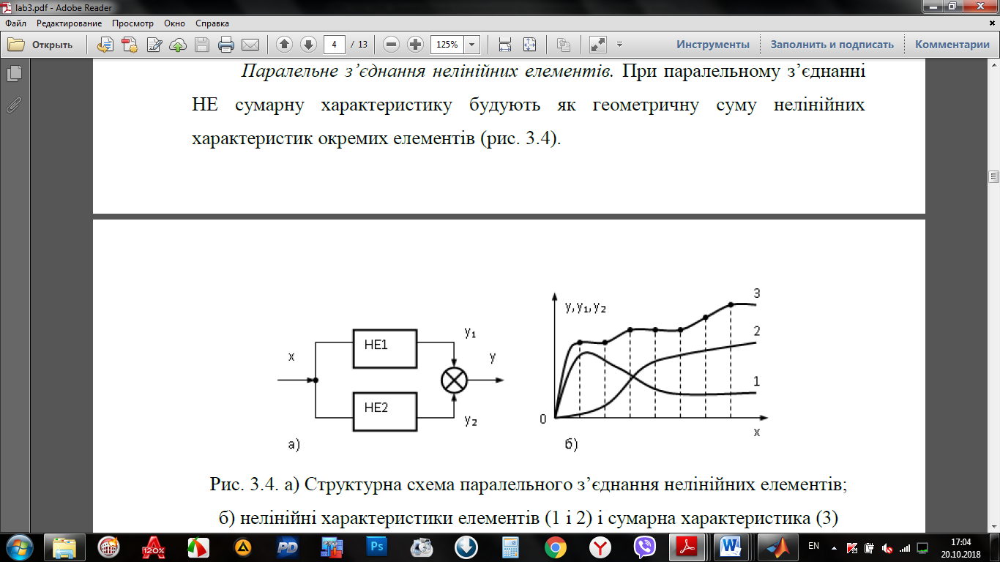 lab3.pdf - Adobe Reader
Файл Редактирование Просмотр Окно Справка
Открыть 4 / 13 125% Инструменты Заполнить и подписать Комментарии
Паралельне з’єднання нелінійних елементів. При паралельному з’єднанні
НЕ сумарну характеристику будують як геометричну суму нелінійних
характеристик окремих елементів (рис. 3.4).
x НЕ1 НЕ2 y₁ y₂ y
а)
y,y₁,y₂ 3 2 1 0 x
б)
Рис. 3.4. а) Структурна схема паралельного з’єднання нелінійних елементів;
б) нелінійні характеристики елементів (1 і 2) і сумарна характеристика (3)
120% PD Ps EN 17:04
20.10.2018